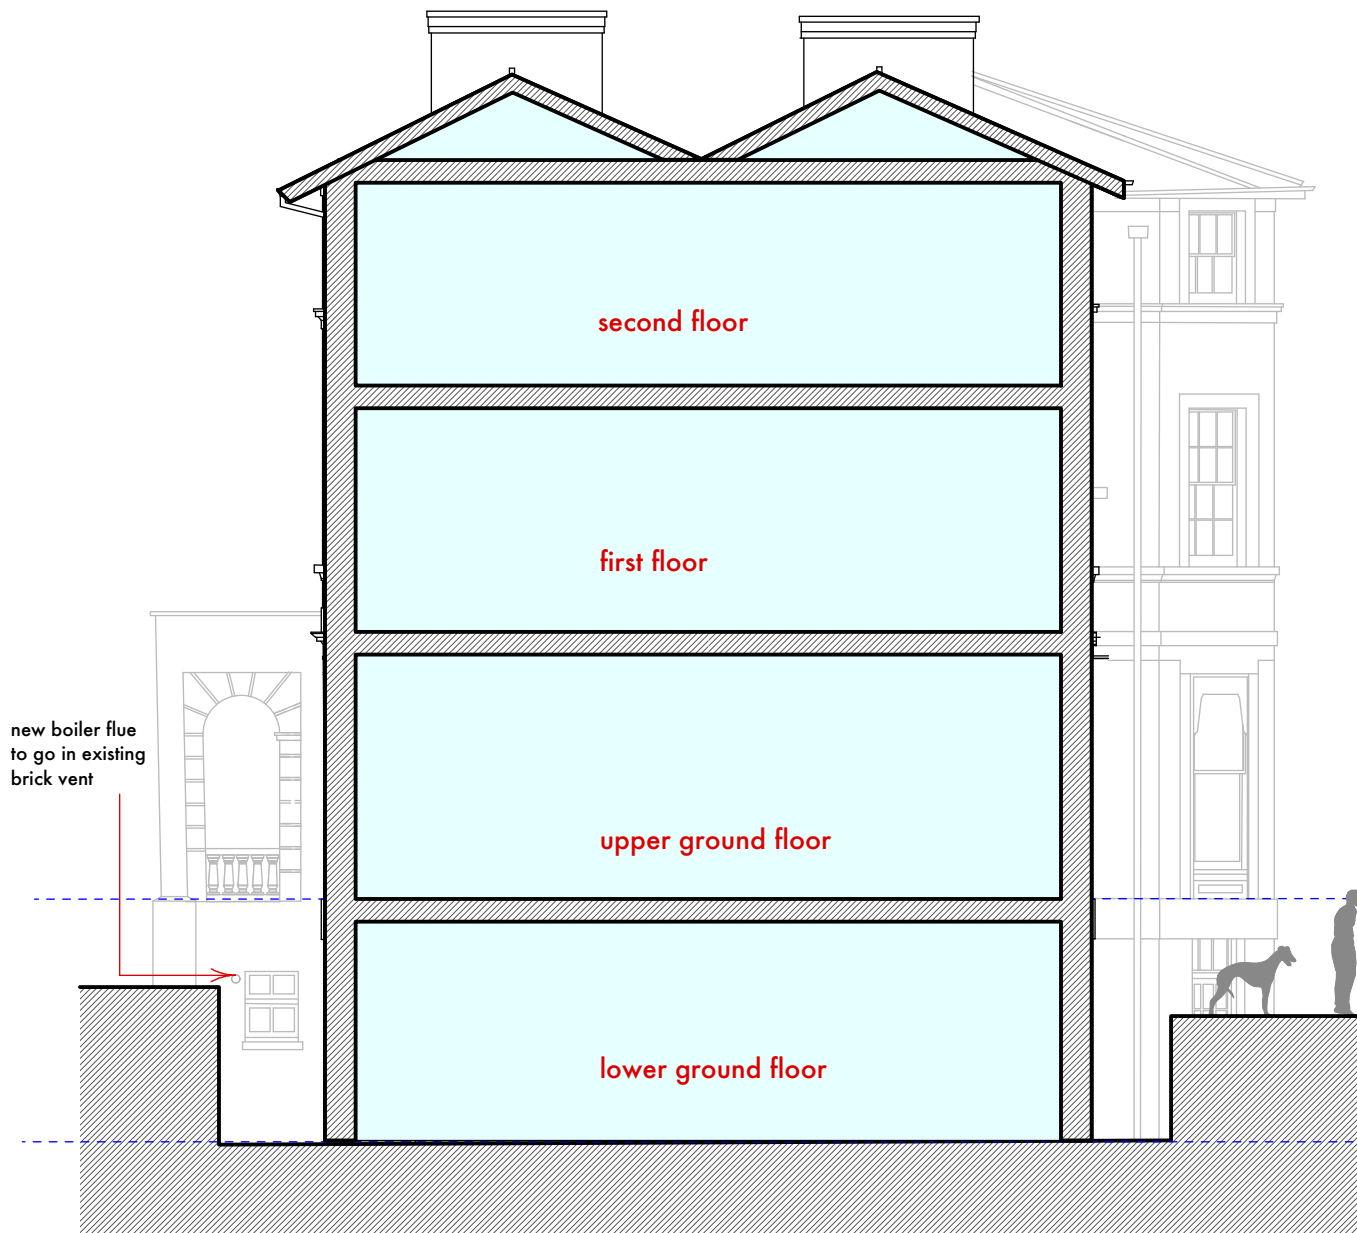 second floor
first floor
new boiler flue
to go in existing
brick vent
upper ground floor
lower ground floor